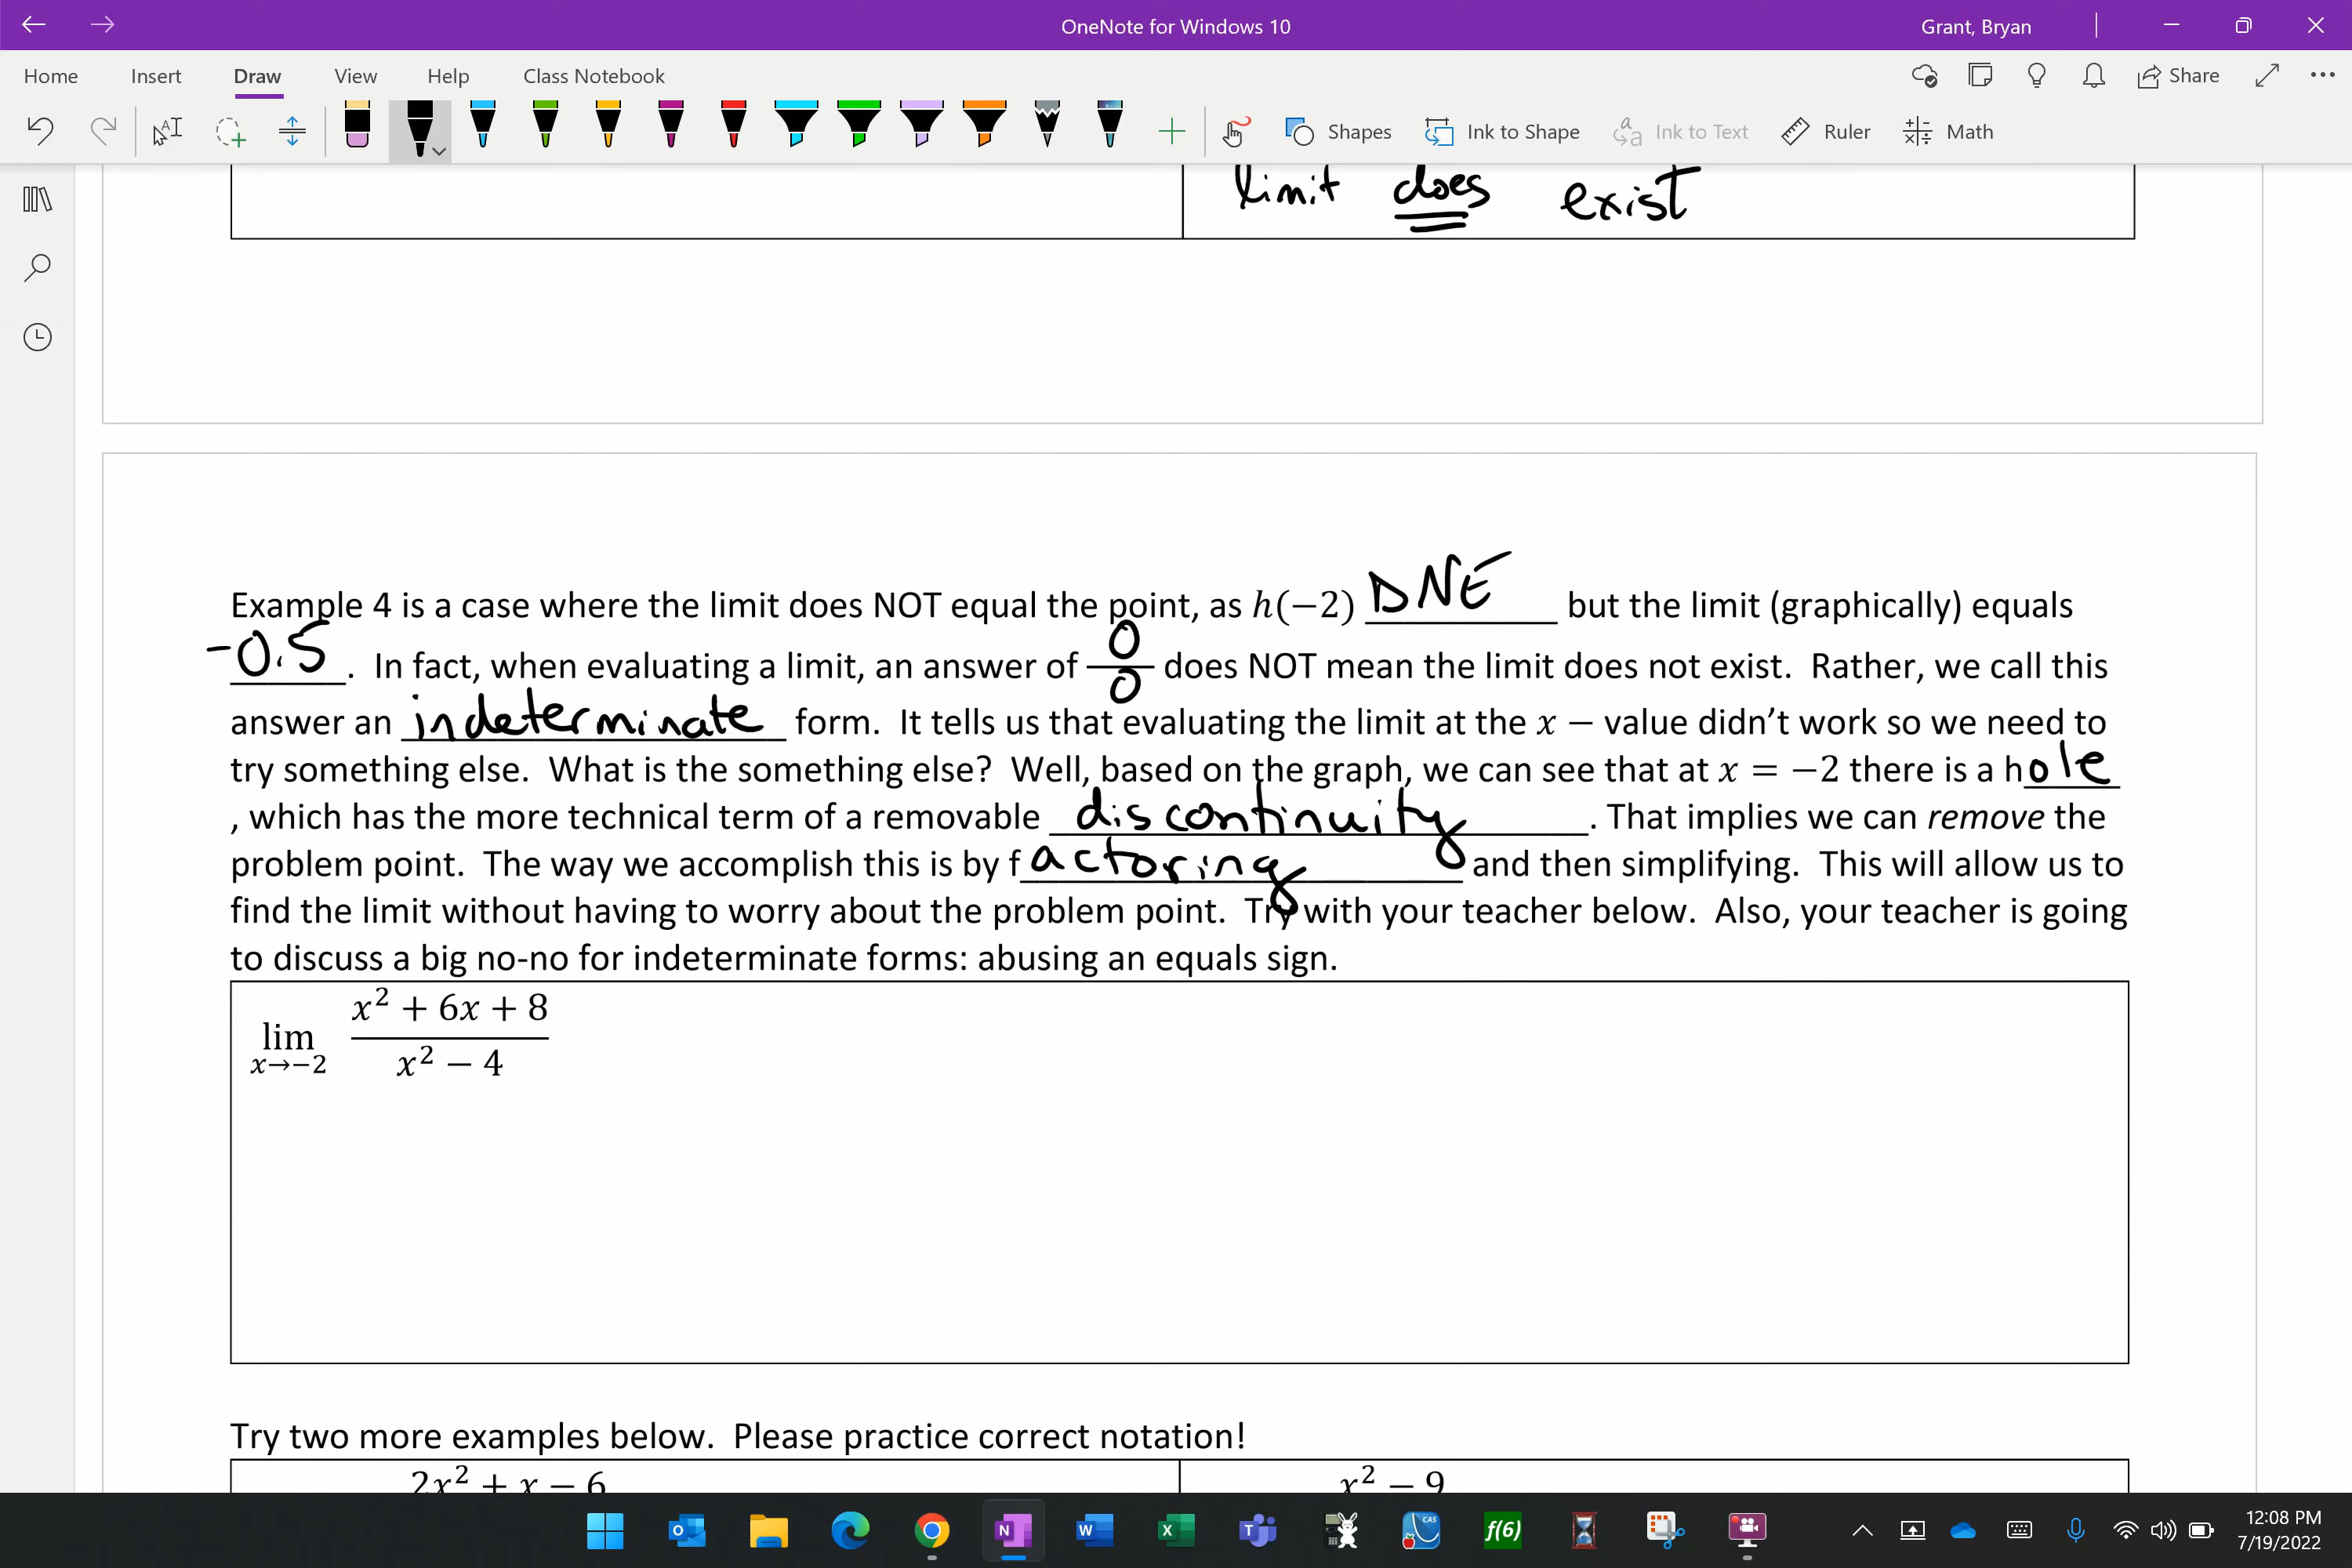 OneNote for Windows 10
Grant, Bryan
Home Insert Draw View Help Class Notebook
Share
Shapes Ink to Shape Ink to Text Ruler Math
limit does exist
Example 4 is a case where the limit does NOT equal the point, as h(−2) DNE but the limit (graphically) equals
-0.5. In fact, when evaluating a limit, an answer of 0/0 does NOT mean the limit does not exist. Rather, we call this
answer an indeterminate form. It tells us that evaluating the limit at the x − value didn't work so we need to
try something else. What is the something else? Well, based on the graph, we can see that at x = −2 there is a hole
, which has the more technical term of a removable discontinuity. That implies we can remove the
problem point. The way we accomplish this is by factoring and then simplifying. This will allow us to
find the limit without having to worry about the problem point. Try with your teacher below. Also, your teacher is going
to discuss a big no-no for indeterminate forms: abusing an equals sign.
x² + 6x + 8
lim
x→−2
x² − 4
Try two more examples below. Please practice correct notation!
2x² + x − 6
x² − 9
CAS
f(6)
12:08 PM
7/19/2022